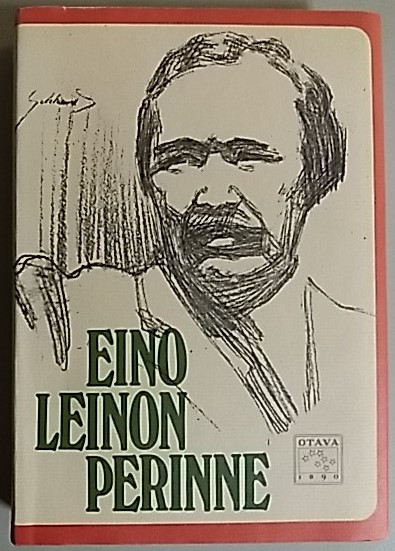 EINO
LEINON
PERINNE
OTAVA
1890